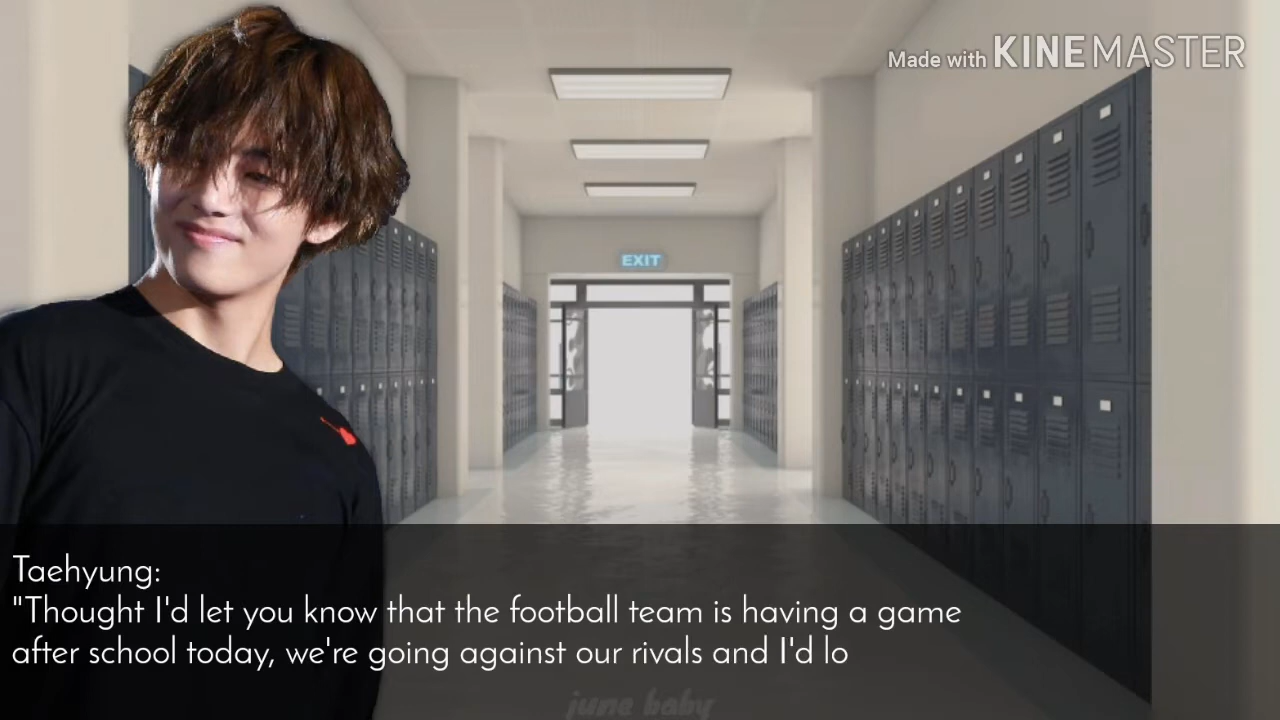 Made with KINEMASTER
EXIT
Taehyung:
"Thought I'd let you know that the football team is having a game
after school today, we're going against our rivals and I'd lo
june baby